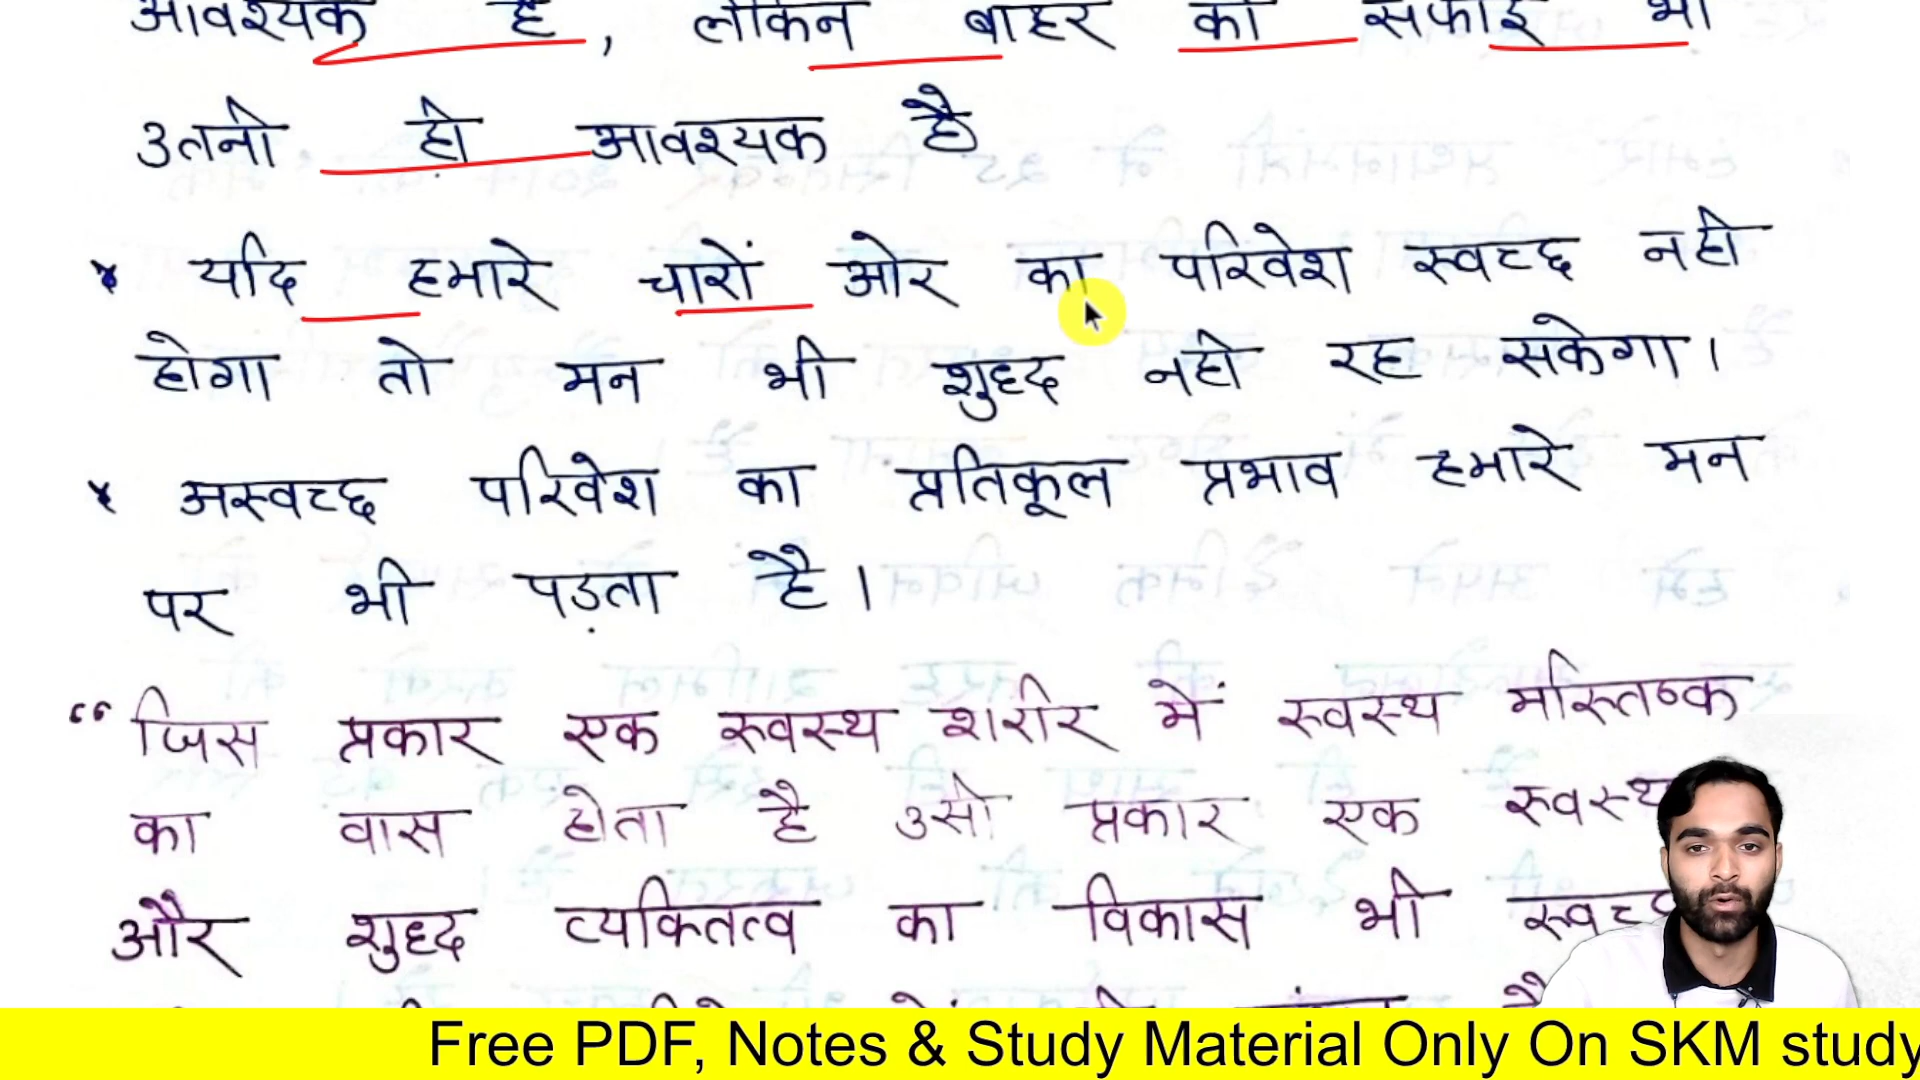 आवश्यक है, लेकिन बाहर की सफाई भी
उतनी ही आवश्यक है
* यदि हमारे चारों ओर का परिवेश स्वच्छ नही
होगा तो मन भी शुध्द नही रह सकेगा।
* अस्वच्छ परिवेश का प्रतिकूल प्रभाव हमारे मन
पर भी पड़ता है।
“ जिस प्रकार एक स्वस्थ शरीर में स्वस्थ मस्तिष्क
का वास होता है उसी प्रकार एक स्वस्थ
और शुध्द व्यक्तित्व का विकास भी स्वच्छ
Free PDF, Notes & Study Material Only On SKM study